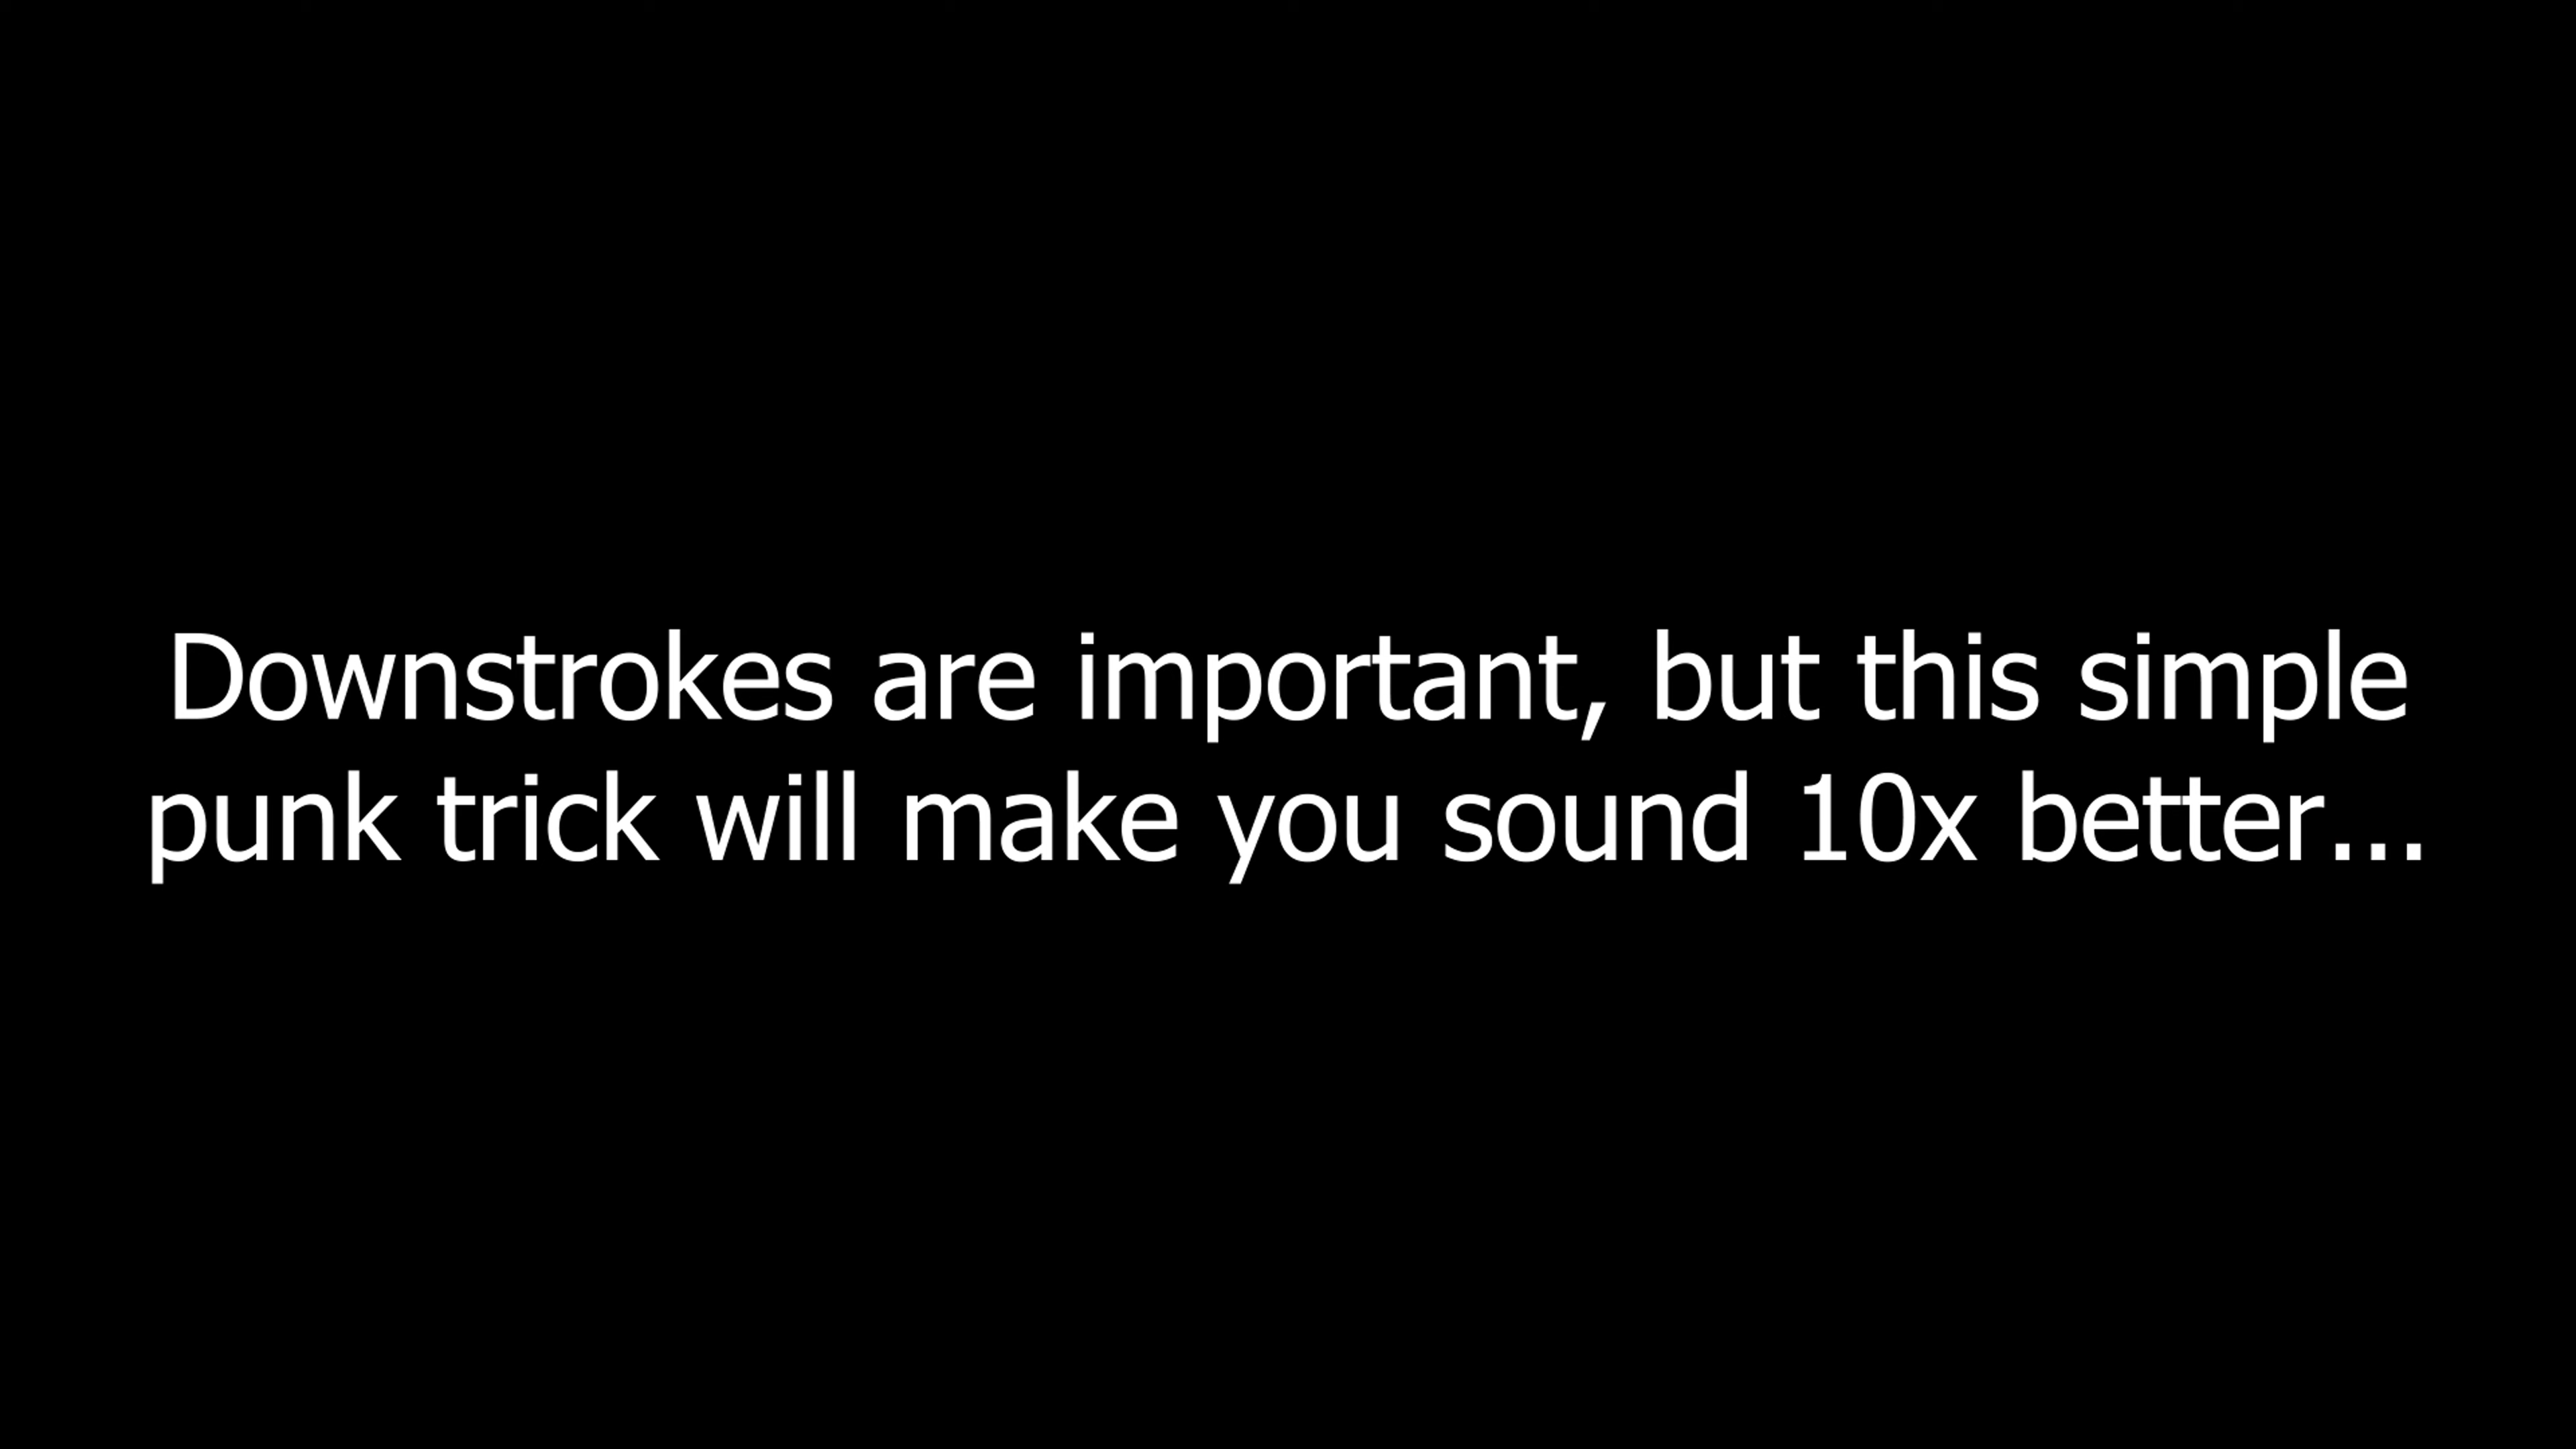 Downstrokes are important, but this simple
punk trick will make you sound 10x better...